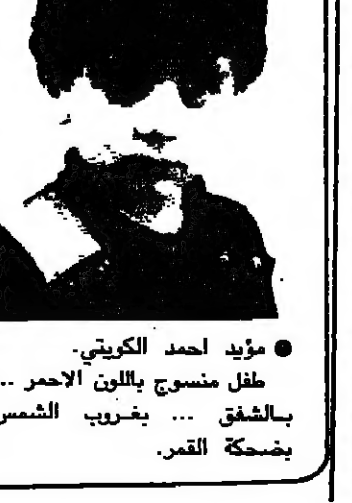 ● مؤيد احمد الكويتي.
طفل منسوج باللون الاحمر ..
بالشفق ... بغروب الشمس
بضحكة القمر.